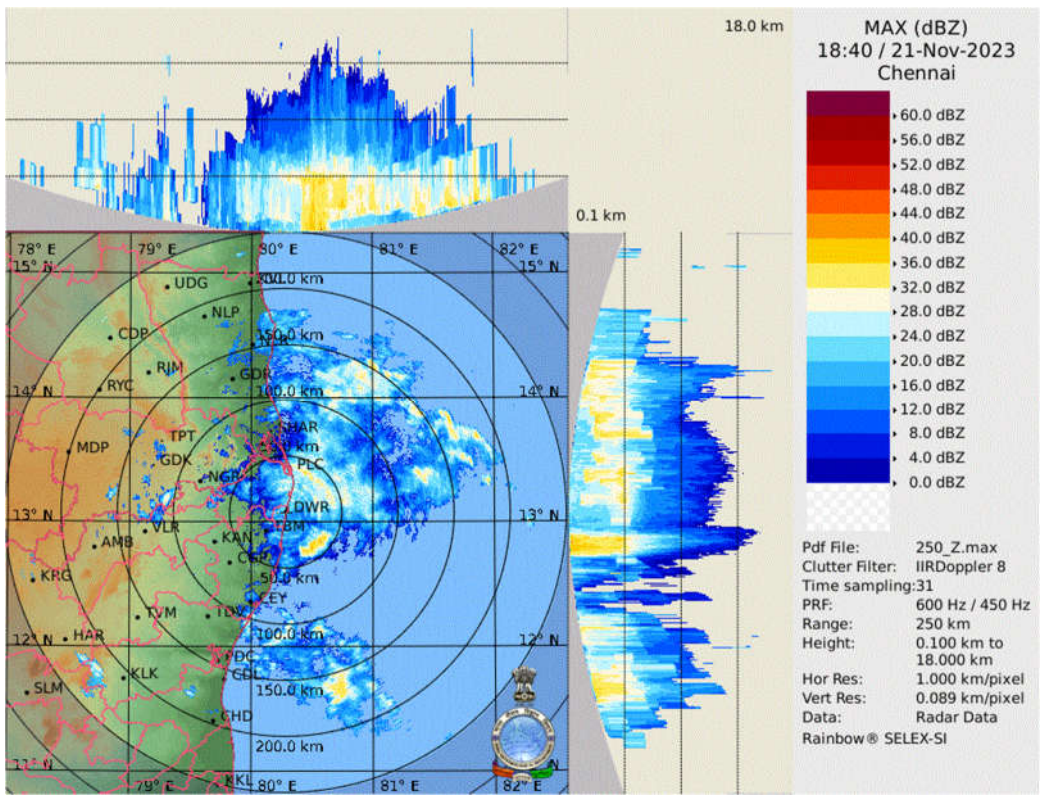 18.0 km
0.1 km
MAX (dBZ)
18:40 / 21-Nov-2023
Chennai
60.0 dBZ
56.0 dBZ
52.0 dBZ
48.0 dBZ
44.0 dBZ
40.0 dBZ
36.0 dBZ
32.0 dBZ
28.0 dBZ
24.0 dBZ
20.0 dBZ
16.0 dBZ
12.0 dBZ
8.0 dBZ
4.0 dBZ
0.0 dBZ
Pdf File: 250_Z.max
Clutter Filter: IIRDoppler 8
Time sampling:31
PRF: 600 Hz / 450 Hz
Range: 250 km
Height: 0.100 km to
18.000 km
Hor Res: 1.000 km/pixel
Vert Res: 0.089 km/pixel
Data: Radar Data
Rainbow® SELEX-SI
78° E 79° E 80° E 81° E 82° E
15° N 15° N
UDG
NLP
150.0 km
CDP
RJM
GDR
RYC
100.0 km
14° N 14° N
SHAR
TPT
MDP
km
GDK
PLC
NGR
DWR
13° N 13° N
VLR
TBM
KAN
AMB
CGP
KRG
50.0 km
CEY
TVM
TDV
100.0 km
HAR
12° N 12° N
PDC
KLK
CDL
SLM
150.0 km
CHD
200.0 km
11° N 11° N
KKL
79° E 80° E 81° E 82° E